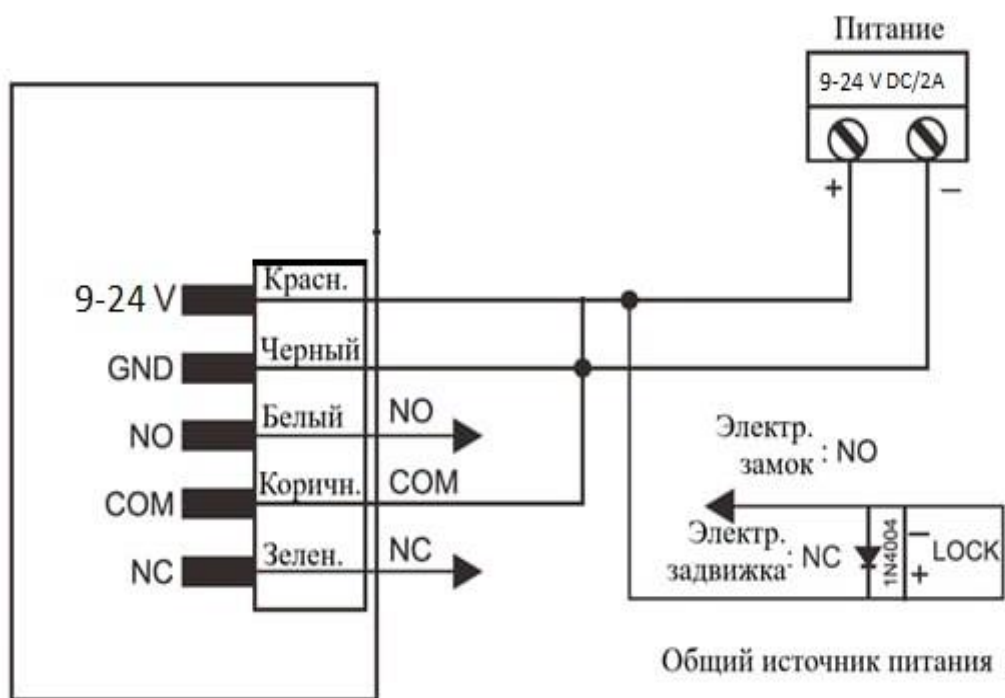 Питание
9-24 V DC/2A
+
−
9-24 V
Красн.
GND
Черный
NO
Белый
NO
COM
Коричн.
COM
NC
Зелен.
NC
Электр.
замок : NO
Электр.
задвижка: NC
1N4004
−
+
LOCK
Общий источник питания